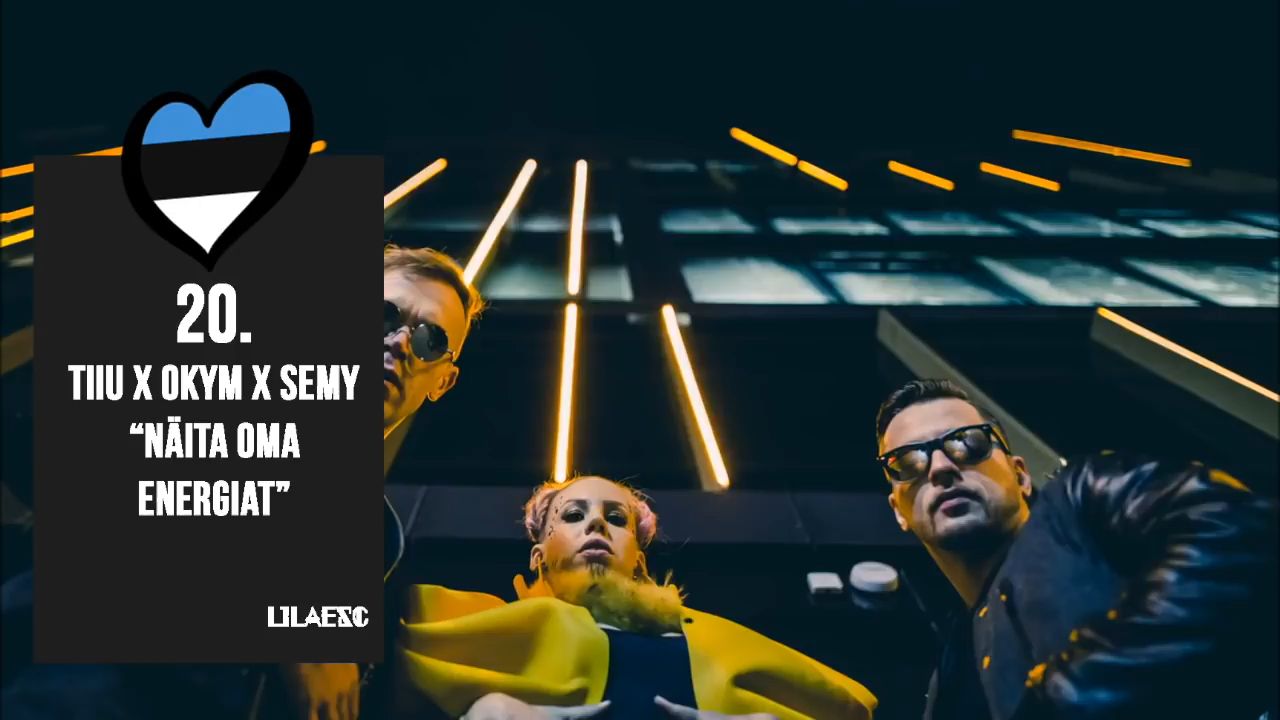 20.
TIIU X OKYM X SEMY
“NÄITA OMA
ENERGIAT”
LILAESC